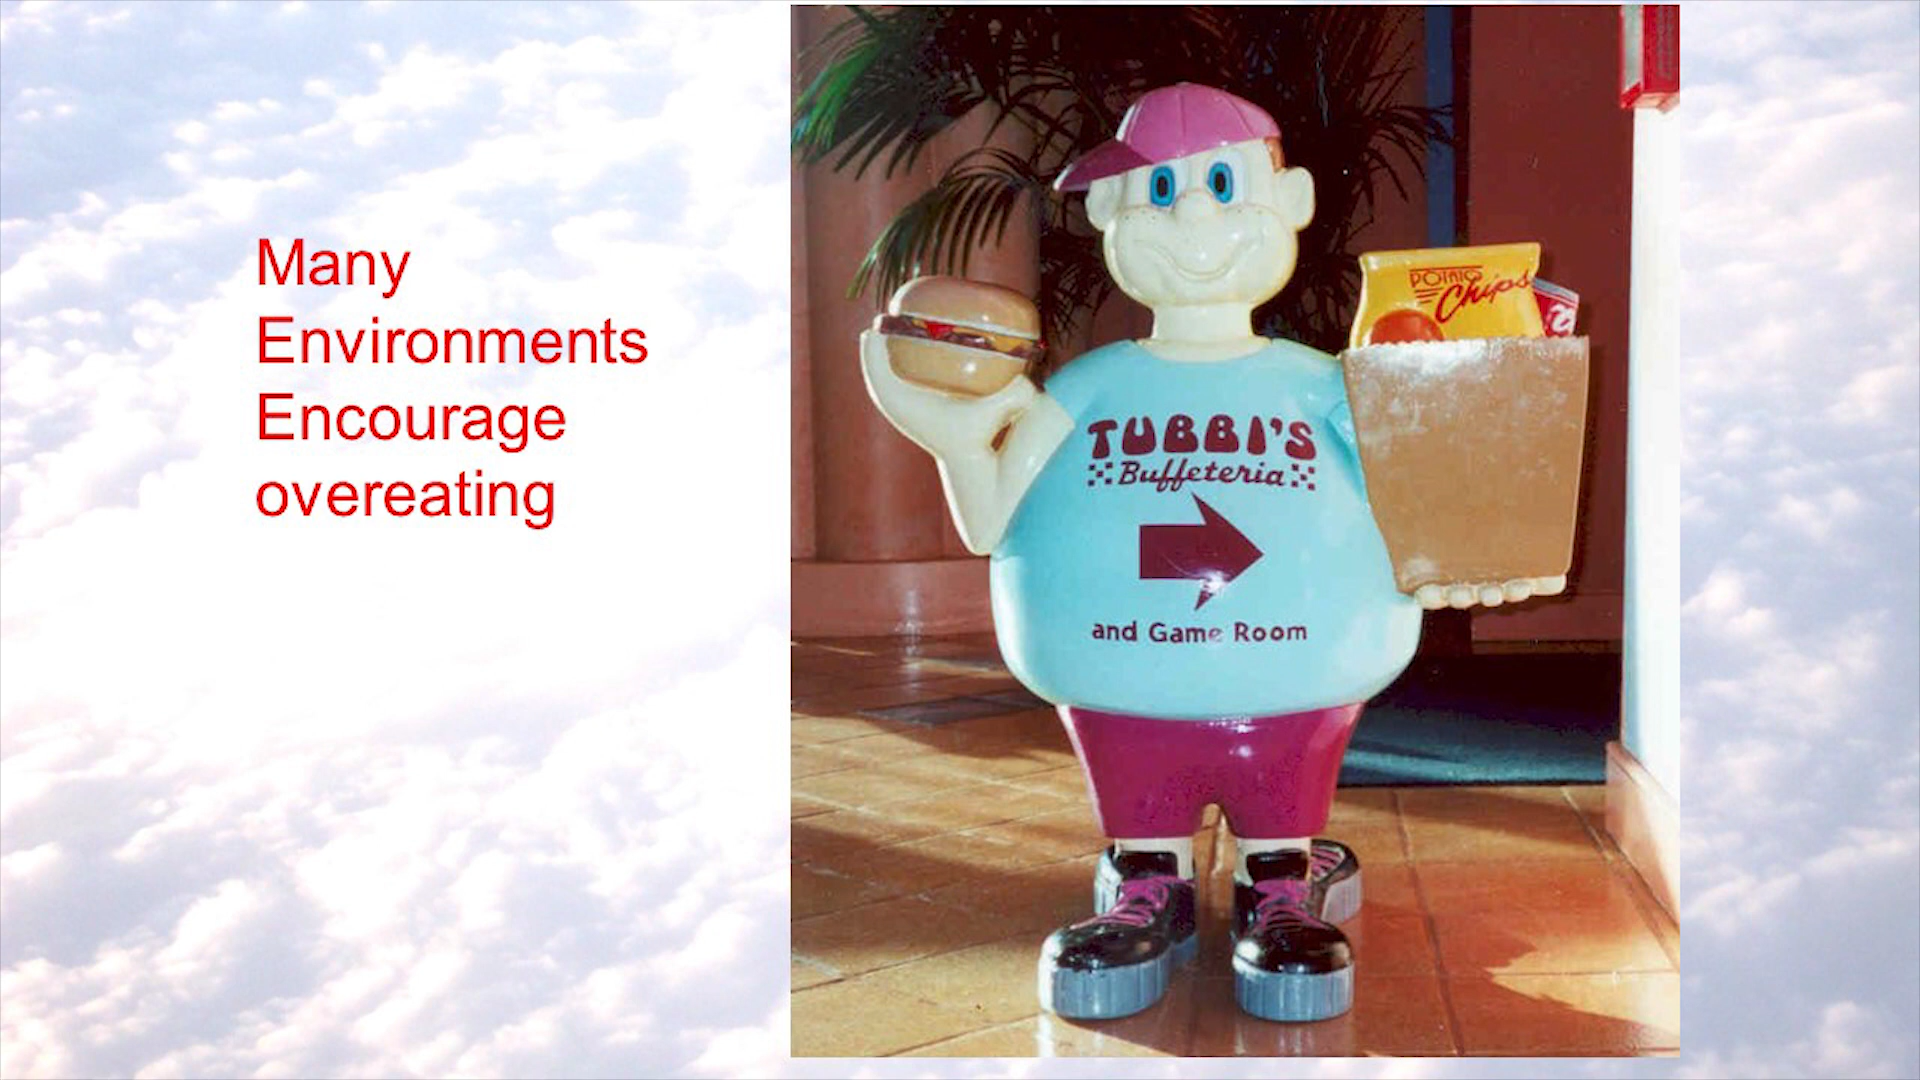 Many
Environments
Encourage
overeating
POTATO
Chips
TUBBI'S
Buffeteria
and Game Room